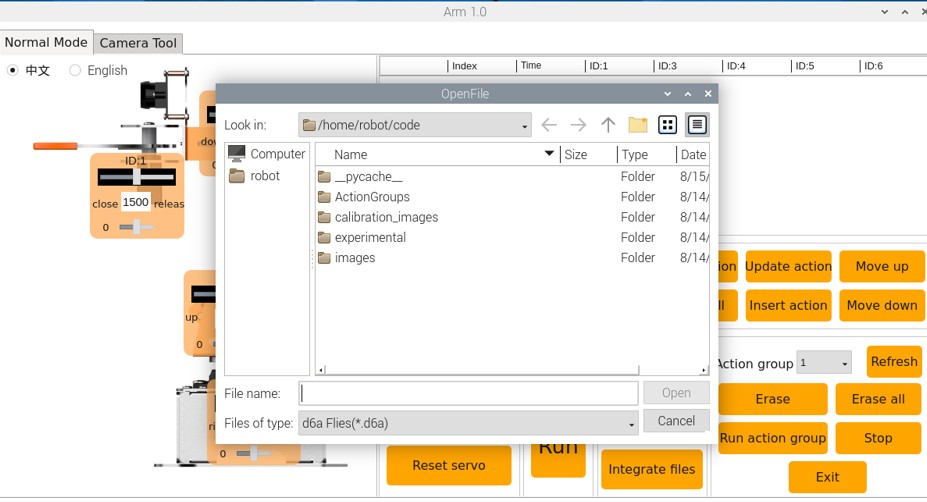 Arm 1.0
Normal Mode
Camera Tool
中文
English
Index
Time
ID:1
ID:3
ID:4
ID:5
ID:6
OpenFile
Look in:
/home/robot/code
Computer
robot
Name
Size
Type
Date
__pycache__
Folder
8/15/
ActionGroups
Folder
8/14/
calibration_images
Folder
8/14/
experimental
Folder
8/14/
images
Folder
8/14/
File name:
Open
Files of type:
d6a Flies(*.d6a)
Cancel
ID:1
close
1500
releas
0
dow
up
0
ri
0
ion
Update action
Move up
ll
Insert action
Move down
Action group
1
Refresh
Erase
Erase all
Run action group
Stop
Reset servo
Run
Integrate files
Exit